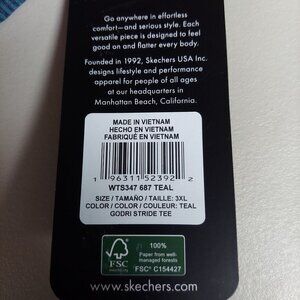 Go anywhere in effortless
comfort—and serious style. Each
versatile piece is designed to feel
good on and flatter every body.
Founded in 1992, Skechers USA Inc.
designs lifestyle and performance
apparel for people of all ages
at our headquarters in
Manhattan Beach, California.
MADE IN VIETNAM
HECHO EN VIETNAM
FABRIQUÉ EN VIETNAM
1 96311 52392 2
WTS347 687 TEAL
SIZE / TAMAÑO / TAILLE: 3XL
COLOR / COLOR / COULEUR: TEAL
GODRI STRIDE TEE
FSC
100%
Paper from well-
managed forests
FSC® C154427
www.skechers.com